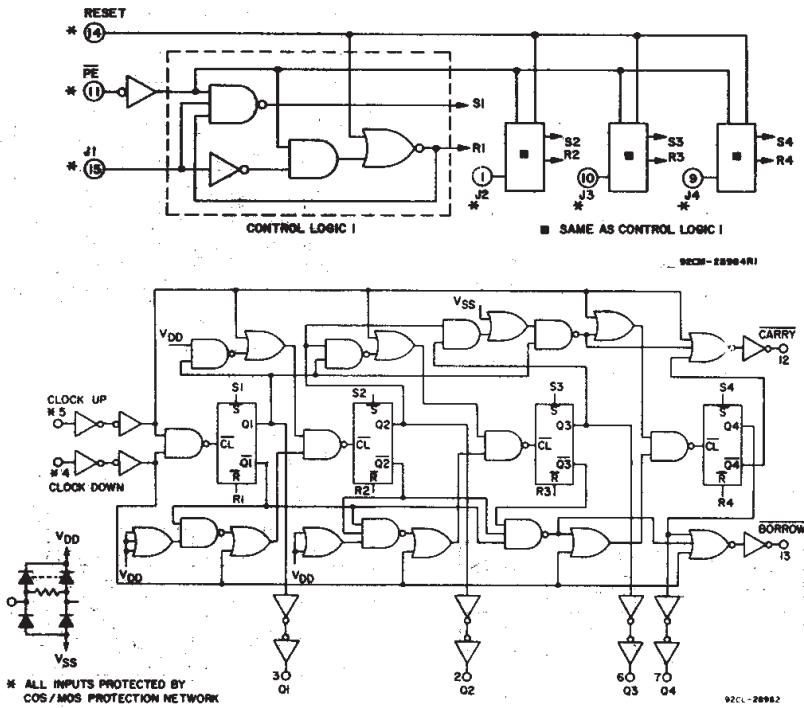 RESET
* 14
PE
* 11
J1
* 15
S1
R1
CONTROL LOGIC I
1
J2
*
S2
R2
10
J3
*
S3
R3
9
J4
*
S4
R4
■ SAME AS CONTROL LOGIC I
92CM-28984R1
VDD
VSS
CARRY
12
CLOCK UP
* 5
* 4
CLOCK DOWN
S1
S
Q1
CL
Q1
R
R1
S2
S
Q2
CL
Q2
R
R2
S3
S
Q3
CL
Q3
R
R3
S4
S
Q4
CL
Q4
R
R4
VDD
VDD
BORROW
13
VDD
VSS
3
Q1
2
Q2
6
Q3
7
Q4
* ALL INPUTS PROTECTED BY
COS/MOS PROTECTION NETWORK
92CL-28982